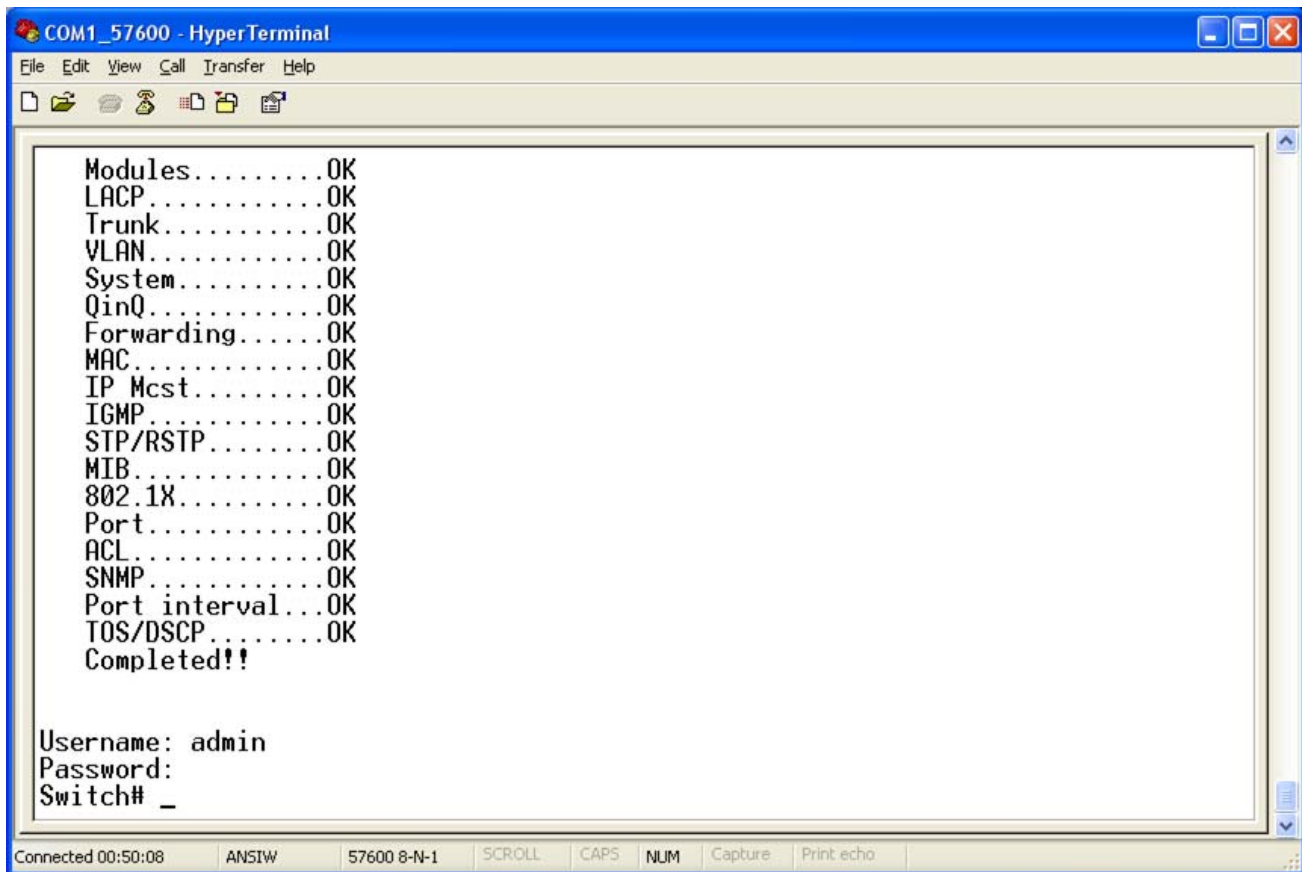 COM1_57600 - HyperTerminal
File Edit View Call Transfer Help
Modules.........OK
LACP............OK
Trunk...........OK
VLAN............OK
System..........OK
QinQ............OK
Forwarding......OK
MAC.............OK
IP Mcst.........OK
IGMP............OK
STP/RSTP........OK
MIB.............OK
802.1X..........OK
Port............OK
ACL.............OK
SNMP............OK
Port interval...OK
TOS/DSCP........OK
Completed!!
Username: admin
Password:
Switch# _
Connected 00:50:08 ANSIW 57600 8-N-1 SCROLL CAPS NUM Capture Print echo